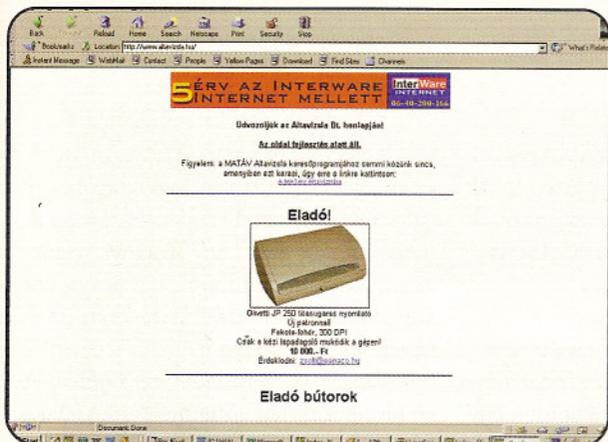 Back Reload Home Search Netscape Print Security Stop
Bookmarks Location: http://www.altavizsla.hu/ What's Related
Instant Message WebMail Contact People Yellow Pages Download Find Sites Channels
5 ÉRV AZ INTERWARE
INTERNET MELLETT
InterWare
INTERNET
06-40-200-166
Üdvözöljük az Altavizsla Bt. honlapján!
Az oldal fejlesztés alatt áll.
Figyelem: a MATÁV Altavizsla keresőprogramjához semmi közünk sincs,
amenyiben ezt keresi, úgy erre a linkre kattintson:
Eladó!
Olivetti JP 250 tintasugaras nyomtató
Új patronnal!
Fekete-fehér, 300 DPI
Csak a kézi lapadagoló működik a gépen!
10 000.- Ft
Érdeklődni:
Eladó bútorok
Document: Done
Start